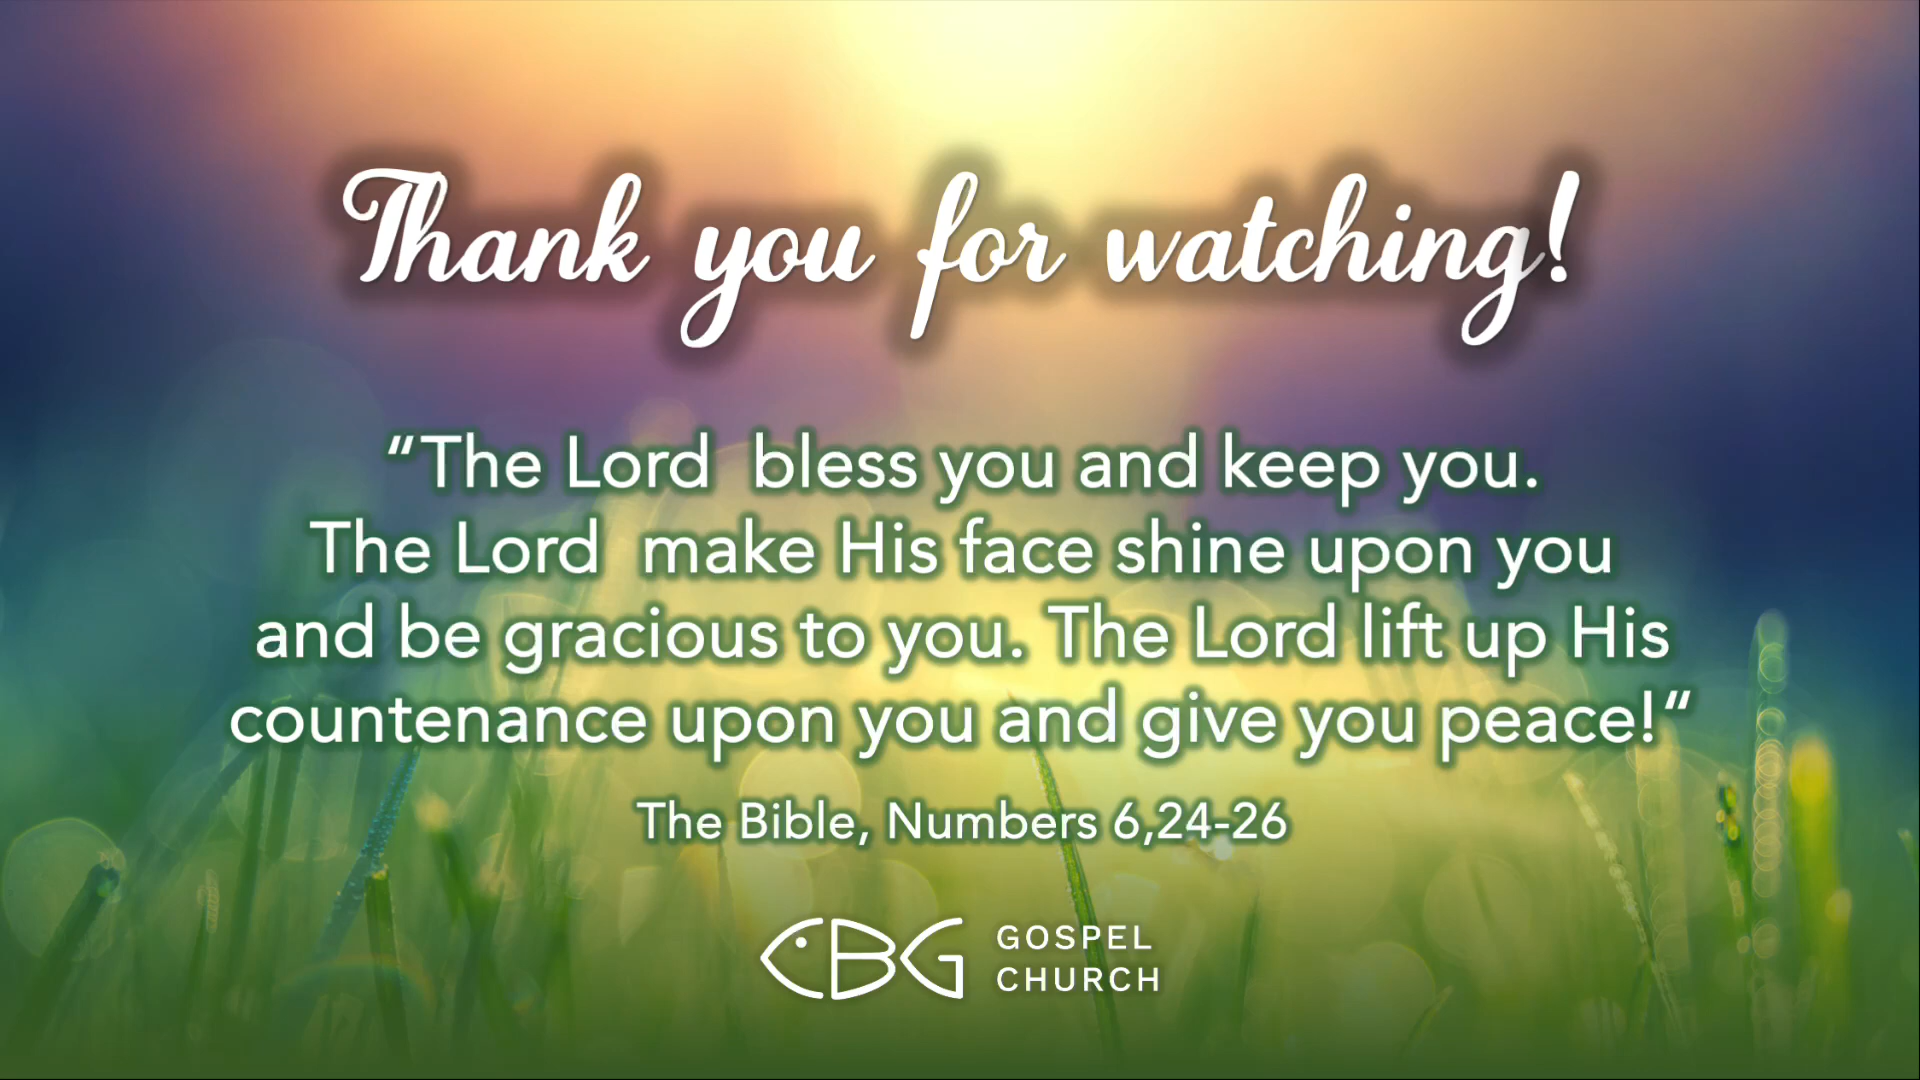 Thank you for watching!
“The Lord  bless you and keep you.
The Lord  make His face shine upon you
and be gracious to you. The Lord lift up His
countenance upon you and give you peace!“
The Bible, Numbers 6,24-26
CBG
GOSPEL
CHURCH